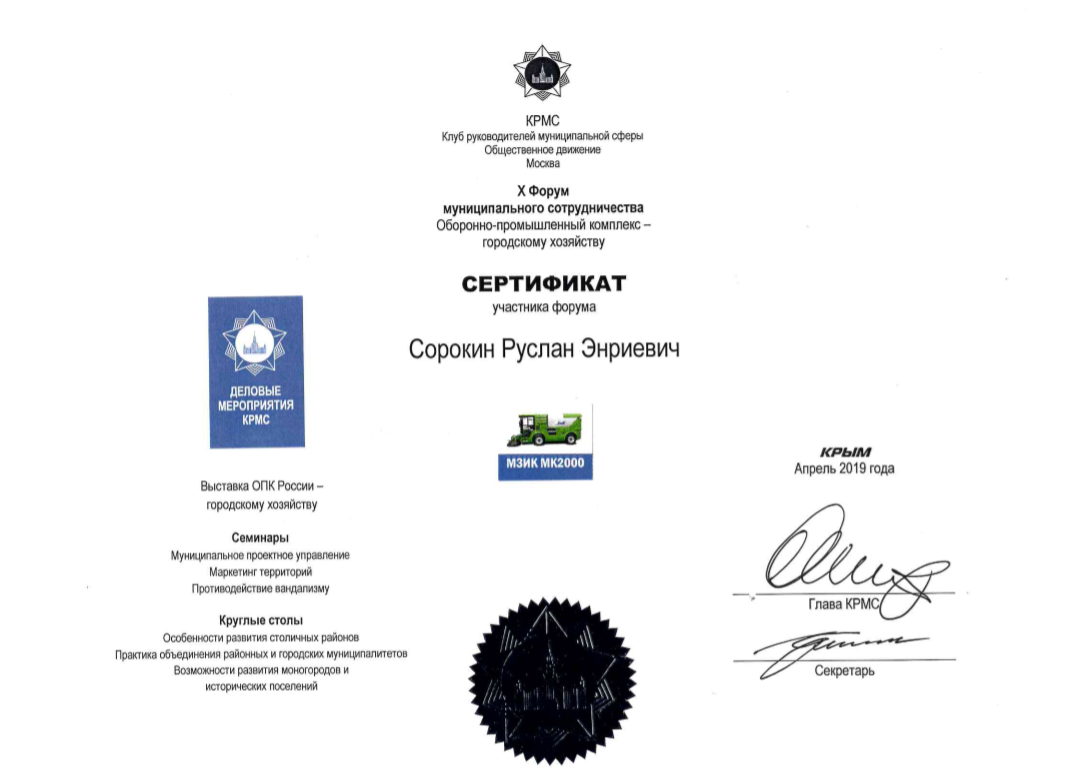 КРМС
Клуб руководителей муниципальной сферы
Общественное движение
Москва
X Форум
муниципального сотрудничества
Оборонно-промышленный комплекс –
городскому хозяйству
СЕРТИФИКАТ
участника форума
Сорокин Руслан Энриевич
ДЕЛОВЫЕ
МЕРОПРИЯТИЯ
КРМС
МЗИК МК2000
Выставка ОПК России –
городскому хозяйству
Семинары
Муниципальное проектное управление
Маркетинг территорий
Противодействие вандализму
Круглые столы
Особенности развития столичных районов
Практика объединения районных и городских муниципалитетов
Возможности развития моногородов и
исторических поселений
КРЫМ
Апрель 2019 года
Глава КРМС
Секретарь